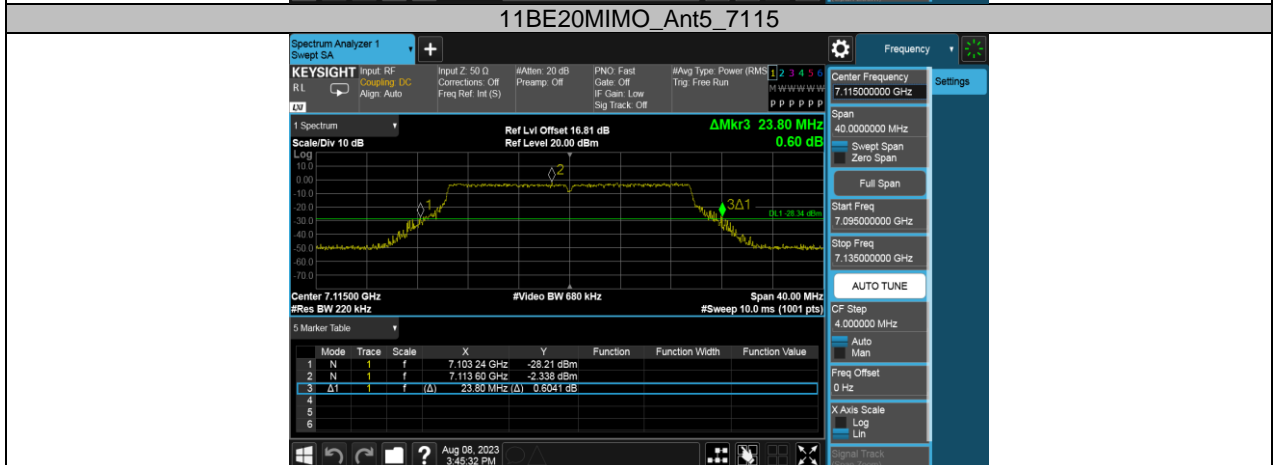 11BE20MIMO_Ant5_7115
Spectrum Analyzer 1
Swept SA
+
Frequency
KEYSIGHT
RL
LXI
Input: RF
Coupling: DC
Align: Auto
Input Z: 50 Ω
Corrections: Off
Freq Ref: Int (S)
#Atten: 20 dB
Preamp: Off
PNO: Fast
Gate: Off
IF Gain: Low
Sig Track: Off
#Avg Type: Power (RMS
Trig: Free Run
1 2 3 4 5 6
M W W W W W
P P P P P P
Center Frequency
7.115000000 GHz
Settings
Span
40.0000000 MHz
Swept Span
Zero Span
Full Span
Start Freq
7.095000000 GHz
Stop Freq
7.135000000 GHz
AUTO TUNE
CF Step
4.000000 MHz
Auto
Man
Freq Offset
0 Hz
X Axis Scale
Log
Lin
Signal Track
1 Spectrum
Scale/Div 10 dB
Ref Lvl Offset 16.81 dB
Ref Level 20.00 dBm
ΔMkr3 23.80 MHz
0.60 dB
Log
10.0
0.00
-10.0
-20.0
-30.0
-40.0
-50.0
-60.0
-70.0
1
2
3Δ1
DL1 -28.34 dBm
Center 7.11500 GHz
#Res BW 220 kHz
#Video BW 680 kHz
Span 40.00 MHz
#Sweep 10.0 ms (1001 pts)
5 Marker Table
Mode Trace Scale X Y Function Function Width Function Value
1 N 1 f 7.103 24 GHz -28.21 dBm
2 N 1 f 7.113 60 GHz -2.338 dBm
3 Δ1 1 f (Δ) 23.80 MHz (Δ) 0.6041 dB
4
5
6
?
Aug 08, 2023
3:45:32 PM